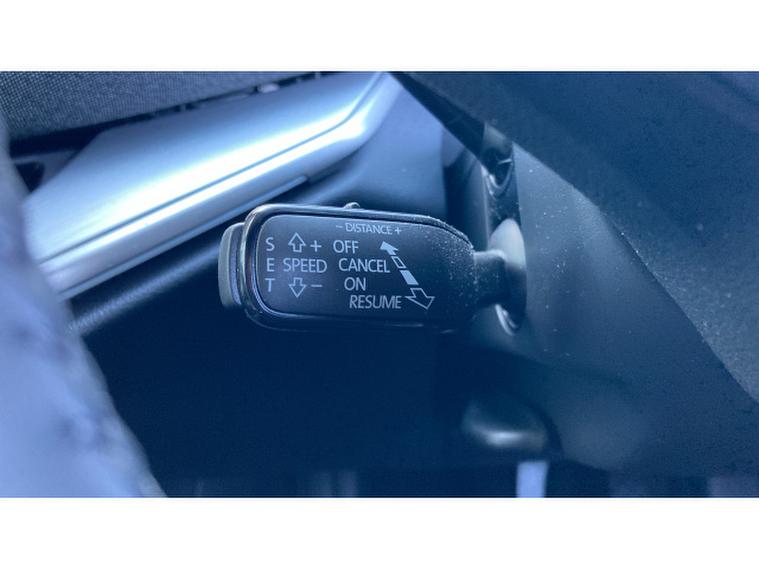 - DISTANCE +
S + OFF
E SPEED CANCEL
T - ON
RESUME